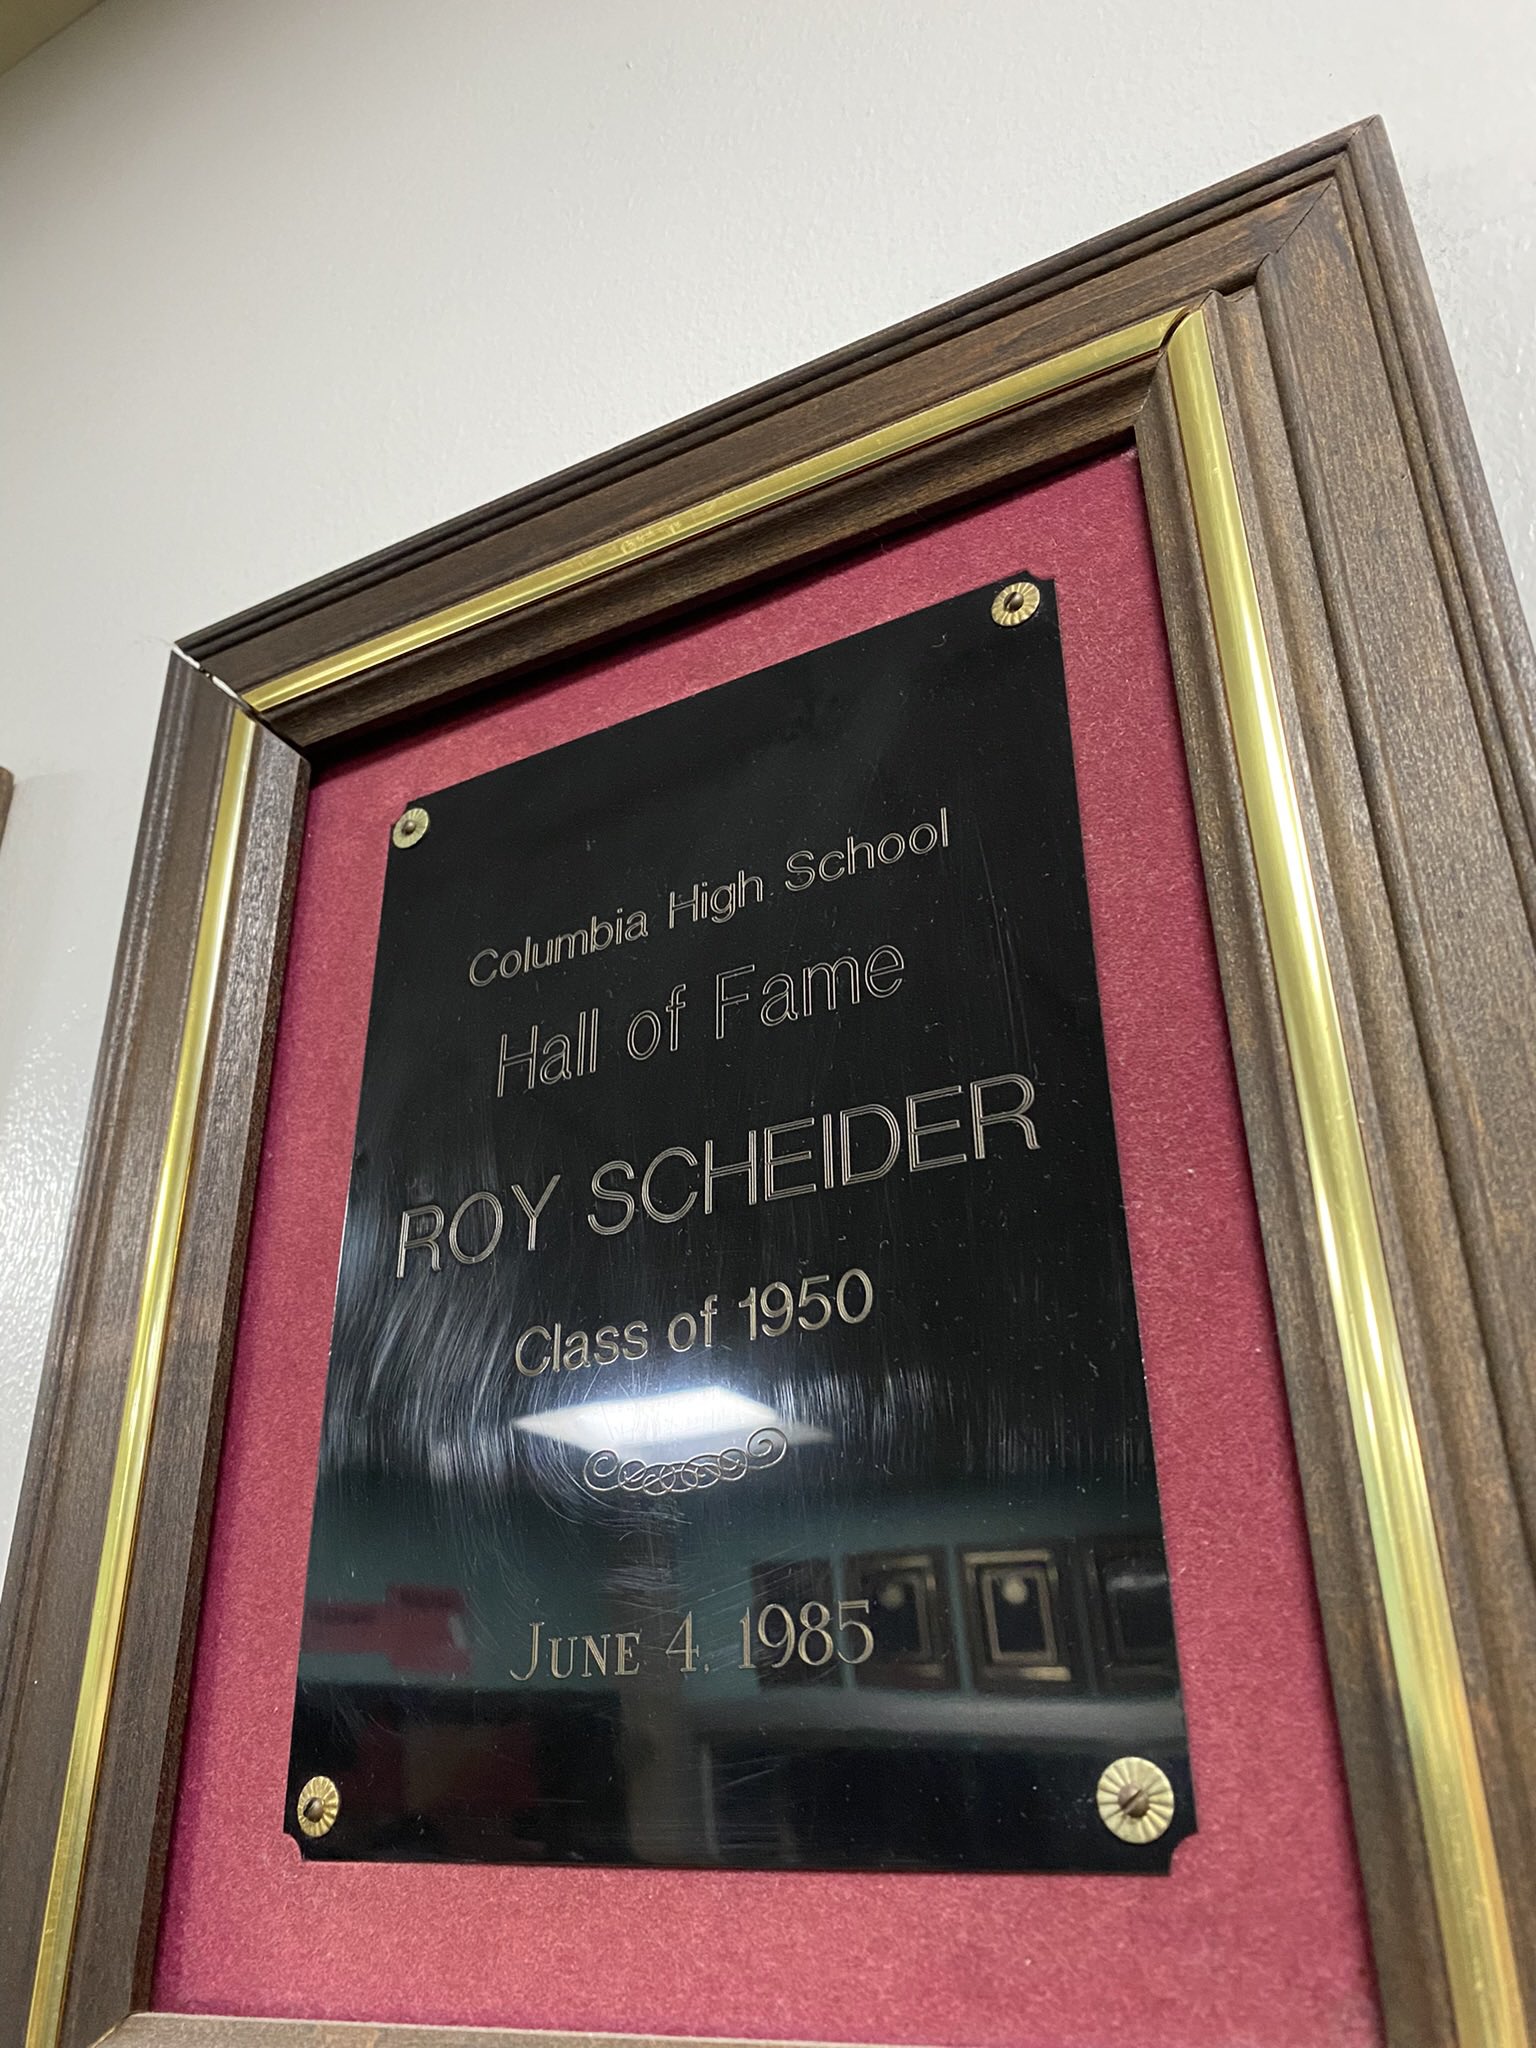 Columbia High School
Hall of Fame
ROY SCHEIDER
Class of 1950
JUNE 4, 1985